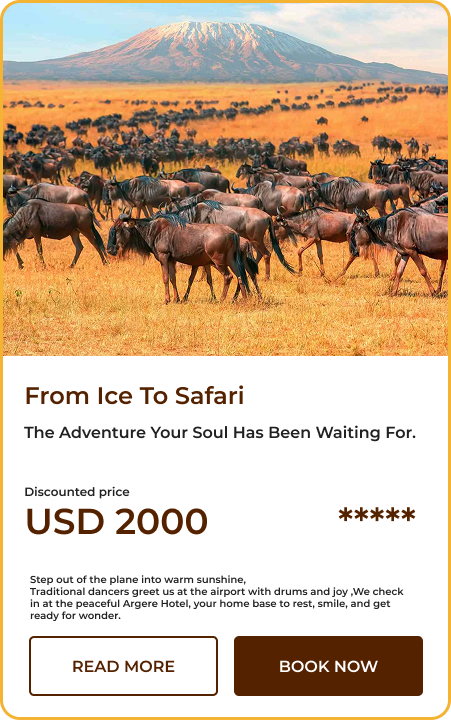 From Ice To Safari
The Adventure Your Soul Has Been Waiting For.
Discounted price
USD 2000
*****
Step out of the plane into warm sunshine,
Traditional dancers greet us at the airport with drums and joy ,We check
in at the peaceful Argere Hotel, your home base to rest, smile, and get
ready for wonder.
READ MORE
BOOK NOW